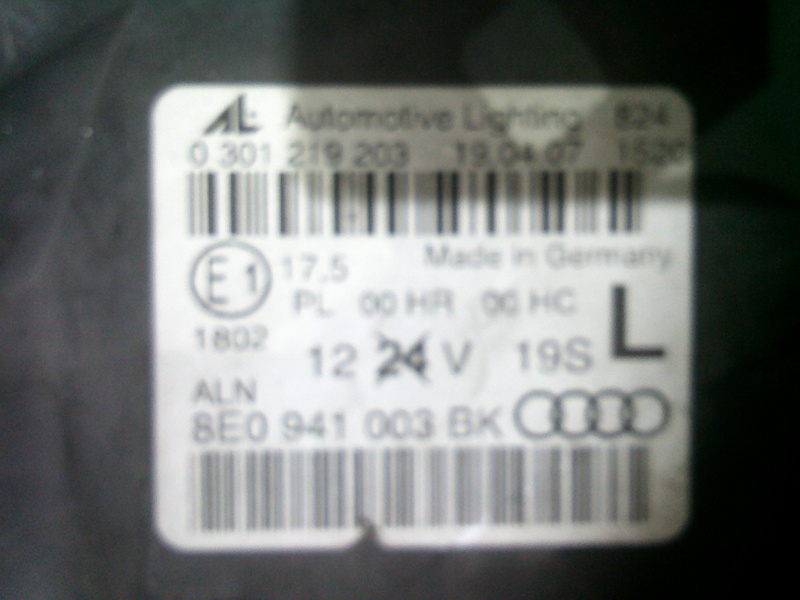 AL Automotive Lighting 824
0 301 219 203 19.04.07 1520
E1 17,5 Made in Germany
PL 00 HR 00 HC L
1802
12 24 V 19S
ALN
8E0 941 003 BK